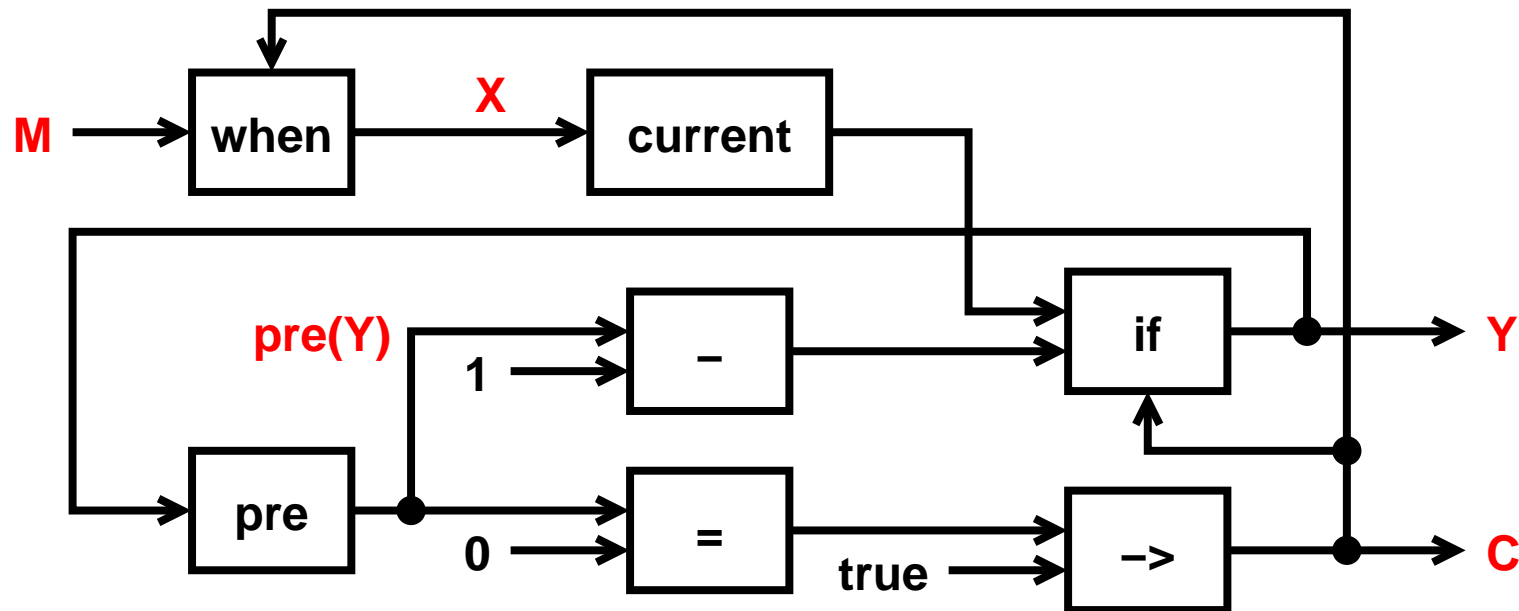 X
M
when
current
pre(Y)
1
−
if
Y
pre
0
=
true
−>
C